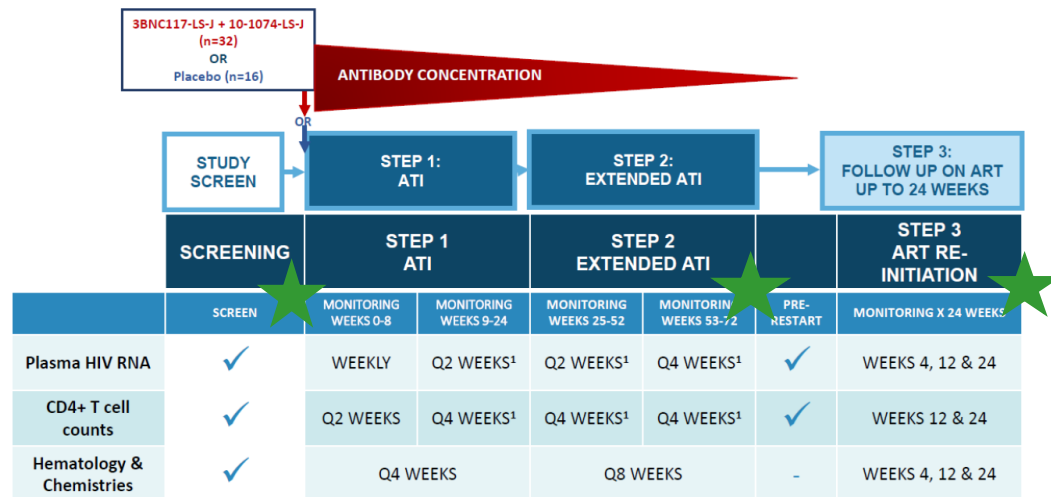 3BNC117-LS-J + 10-1074-LS-J
(n=32)
OR
Placebo (n=16)
ANTIBODY CONCENTRATION
OR
STUDY
SCREEN
STEP 1:
ATI
STEP 2:
EXTENDED ATI
STEP 3:
FOLLOW UP ON ART
UP TO 24 WEEKS
SCREENING
STEP 1
ATI
STEP 2
EXTENDED ATI
STEP 3
ART RE-
INITIATION
SCREEN
MONITORING
WEEKS 0-8
MONITORING
WEEKS 9-24
MONITORING
WEEKS 25-52
MONITORING
WEEKS 53-72
PRE-
RESTART
MONITORING X 24 WEEKS
Plasma HIV RNA
WEEKLY
Q2 WEEKS¹
Q2 WEEKS¹
Q4 WEEKS¹
WEEKS 4, 12 & 24
CD4+ T cell
counts
Q2 WEEKS
Q4 WEEKS¹
Q4 WEEKS¹
Q4 WEEKS¹
WEEKS 12 & 24
Hematology &
Chemistries
Q4 WEEKS
Q8 WEEKS
-
WEEKS 4, 12 & 24